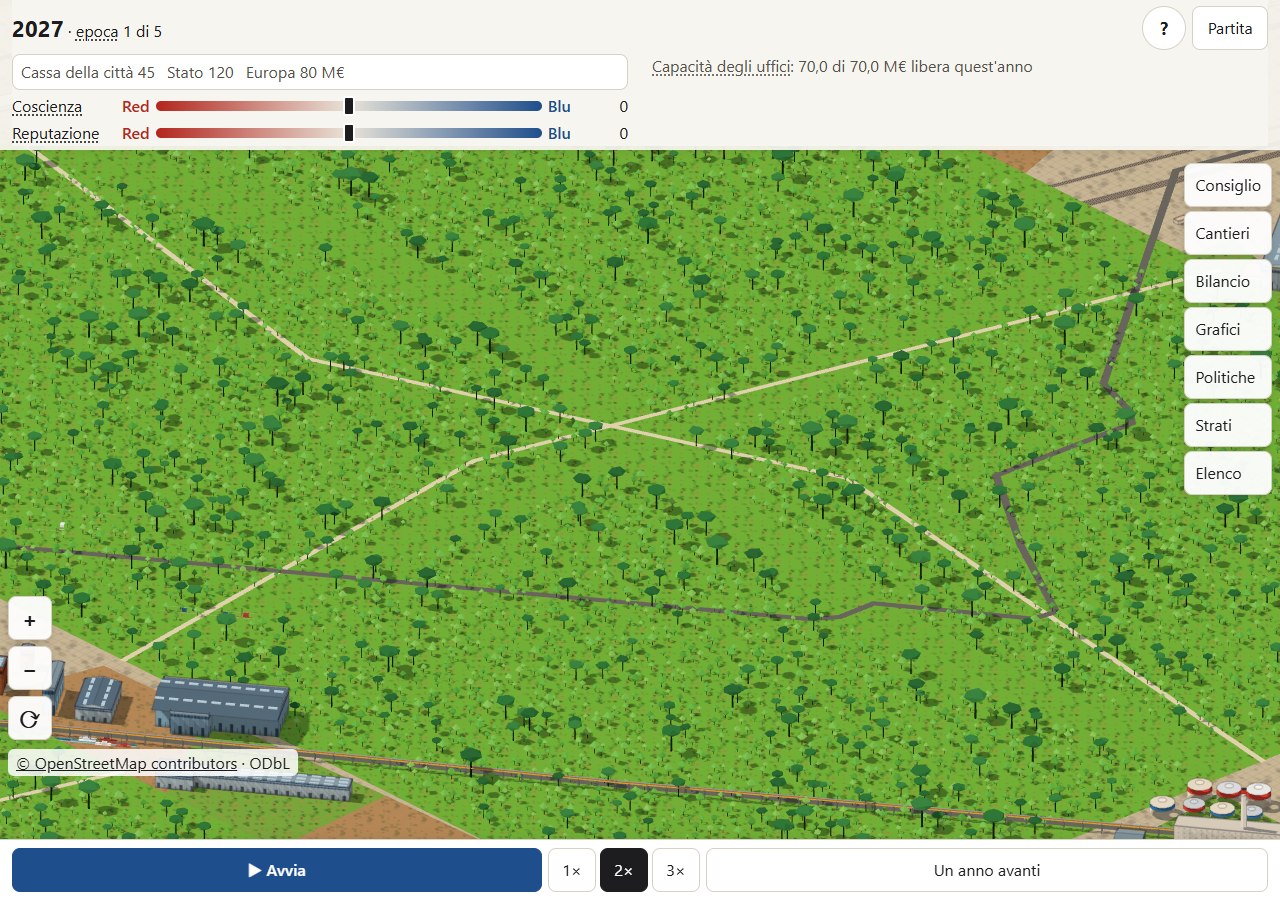 2027 · epoca 1 di 5
? Partita
Cassa della città 45 Stato 120 Europa 80 M€
Capacità degli uffici: 70,0 di 70,0 M€ libera quest'anno
Coscienza Red Blu 0
Reputazione Red Blu 0
Consiglio
Cantieri
Bilancio
Grafici
Politiche
Strati
Elenco
+
−
© OpenStreetMap contributors · ODbL
▶ Avvia 1× 2× 3× Un anno avanti